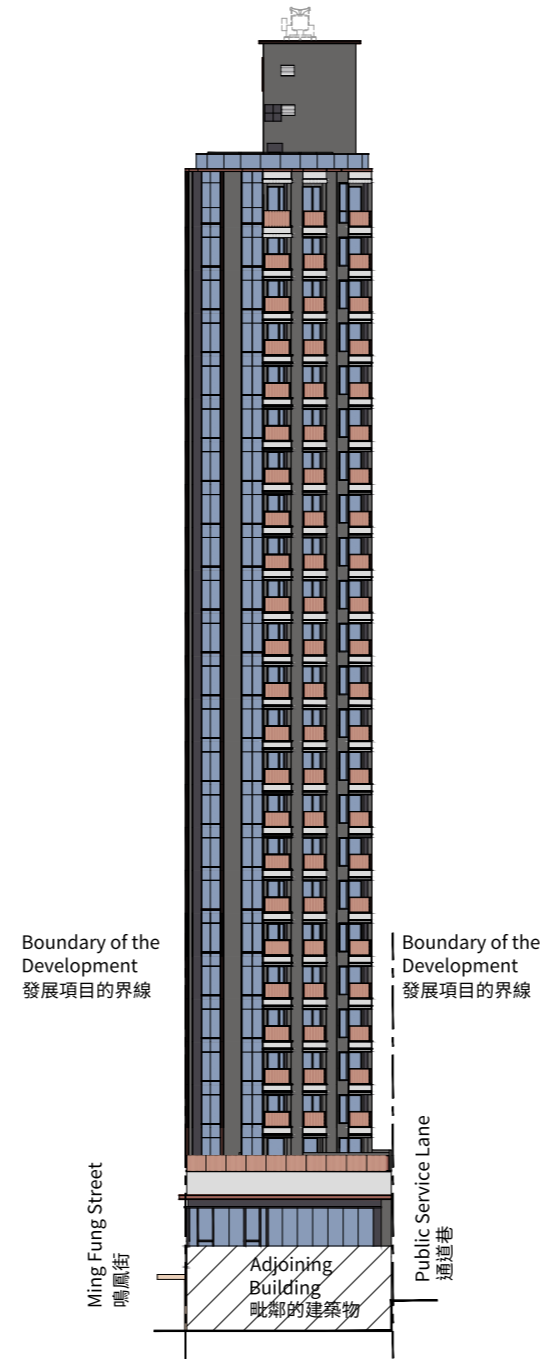 Boundary of the
Development
發展項目的界線
Boundary of the
Development
發展項目的界線
Ming Fung Street
鳴鳳街
Public Service Lane
通道巷
Adjoining
Building
毗鄰的建築物